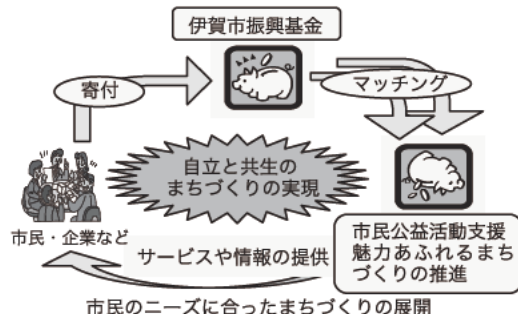 伊賀市振興基金
寄付
マッチング
自立と共生の
まちづくりの実現
市民・企業など
市民公益活動支援
魅力あふれるまち
づくりの推進
サービスや情報の提供
市民のニーズに合ったまちづくりの展開